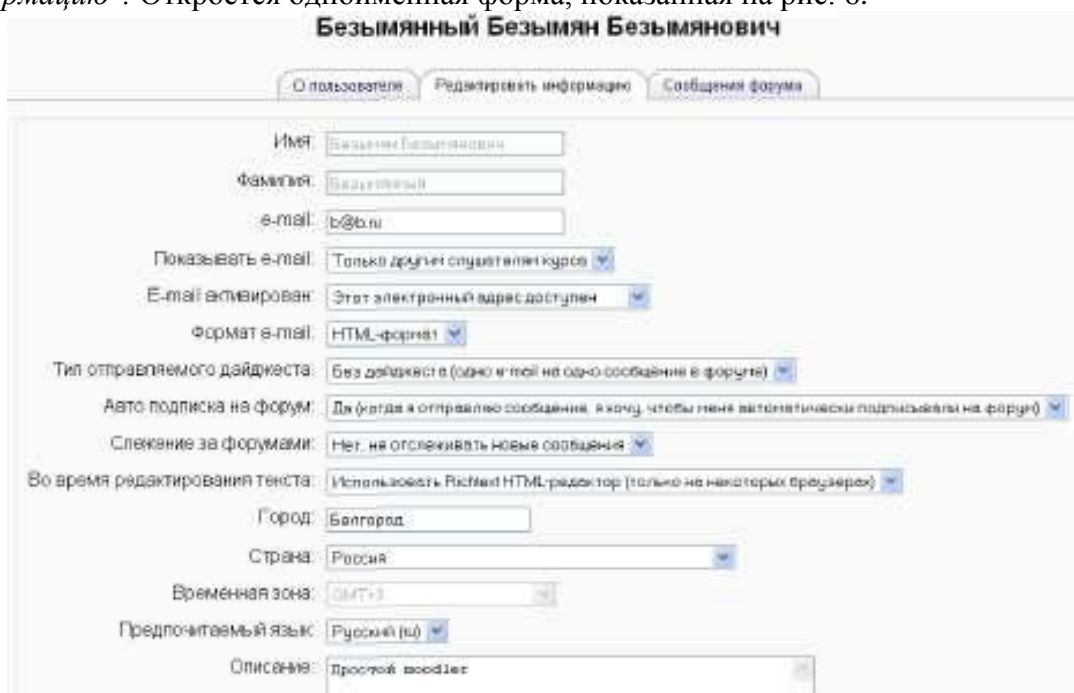 рмацию". Откроется одноименная форма, показанная на рис. 6.
Безымянный Безымян Безымянович
О пользователе Редактировать информацию Сообщения форума
Имя: Безымян Безымянович
Фамилия: Безымянный
e-mail: b@b.ru
Показывать e-mail: Только другим слушателям курса
E-mail активирован: Этот электронный адрес доступен
Формат e-mail: HTML-формат
Тип отправляемого дайджеста: Без дайджеста (одно e-mail на одно сообщение в форуме)
Авто подписка на форум: Да (когда я отправляю сообщение, я хочу, чтобы меня автоматически подписывали на форум)
Слежение за форумами: Нет, не отслеживать новые сообщения
Во время редактирования текста: Использовать Richtext HTML-редактор (только на некоторых браузерах)
Город: Белгород
Страна: Россия
Временная зона: GMT+3
Предпочитаемый язык: Русский (ru)
Описание: Простой moodler